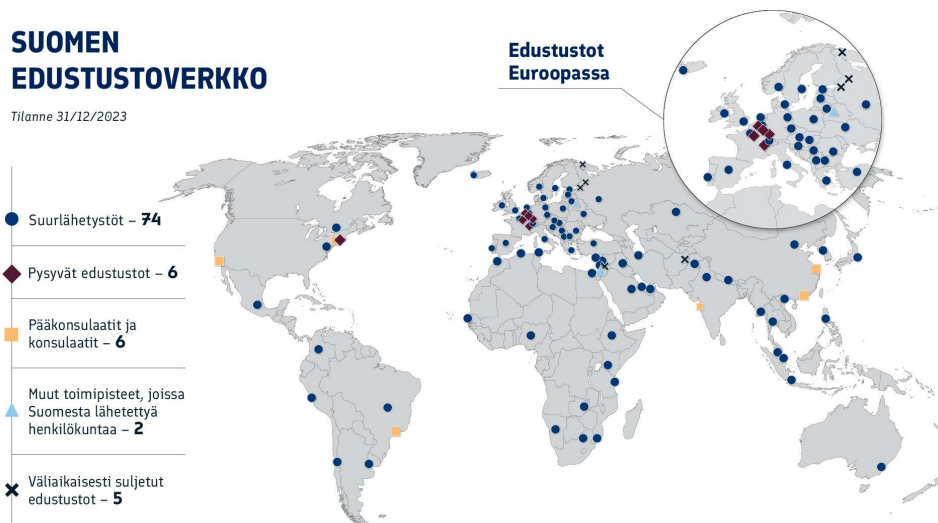 SUOMEN
EDUSTUSTOVERKKO
Tilanne 31/12/2023
Edustustot
Euroopassa
Suurlähetystöt – 74
Pysyvät edustustot – 6
Pääkonsulaatit ja
konsulaatit – 6
Muut toimipisteet, joissa
Suomesta lähetettyä
henkilökuntaa – 2
Väliaikaisesti suljetut
edustustot – 5